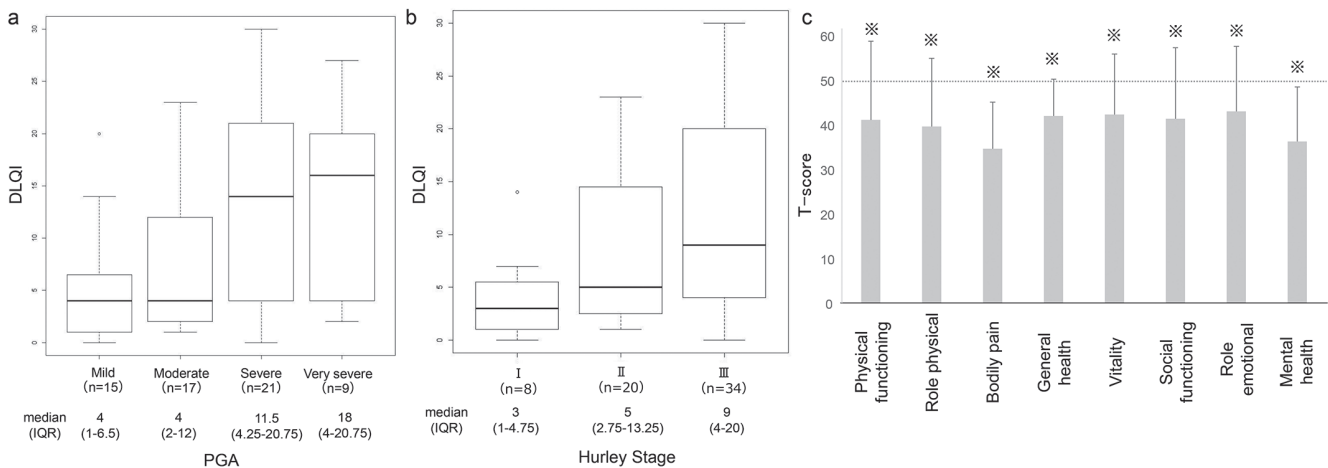 a
DLQI
30
25
20
15
10
5
0
Mild
(n=15)
Moderate
(n=17)
Severe
(n=21)
Very severe
(n=9)
median
(IQR)
4
(1-6.5)
4
(2-12)
11.5
(4.25-20.75)
18
(4-20.75)
PGA
b
DLQI
30
25
20
15
10
5
0
Ⅰ
(n=8)
Ⅱ
(n=20)
Ⅲ
(n=34)
median
(IQR)
3
(1-4.75)
5
(2.75-13.25)
9
(4-20)
Hurley Stage
c
T-score
60
50
40
30
20
10
0
※
※
※
※
※
※
※
※
Physical
functioning
Role physical
Bodily pain
General
health
Vitality
Social
functioning
Role
emotional
Mental
health